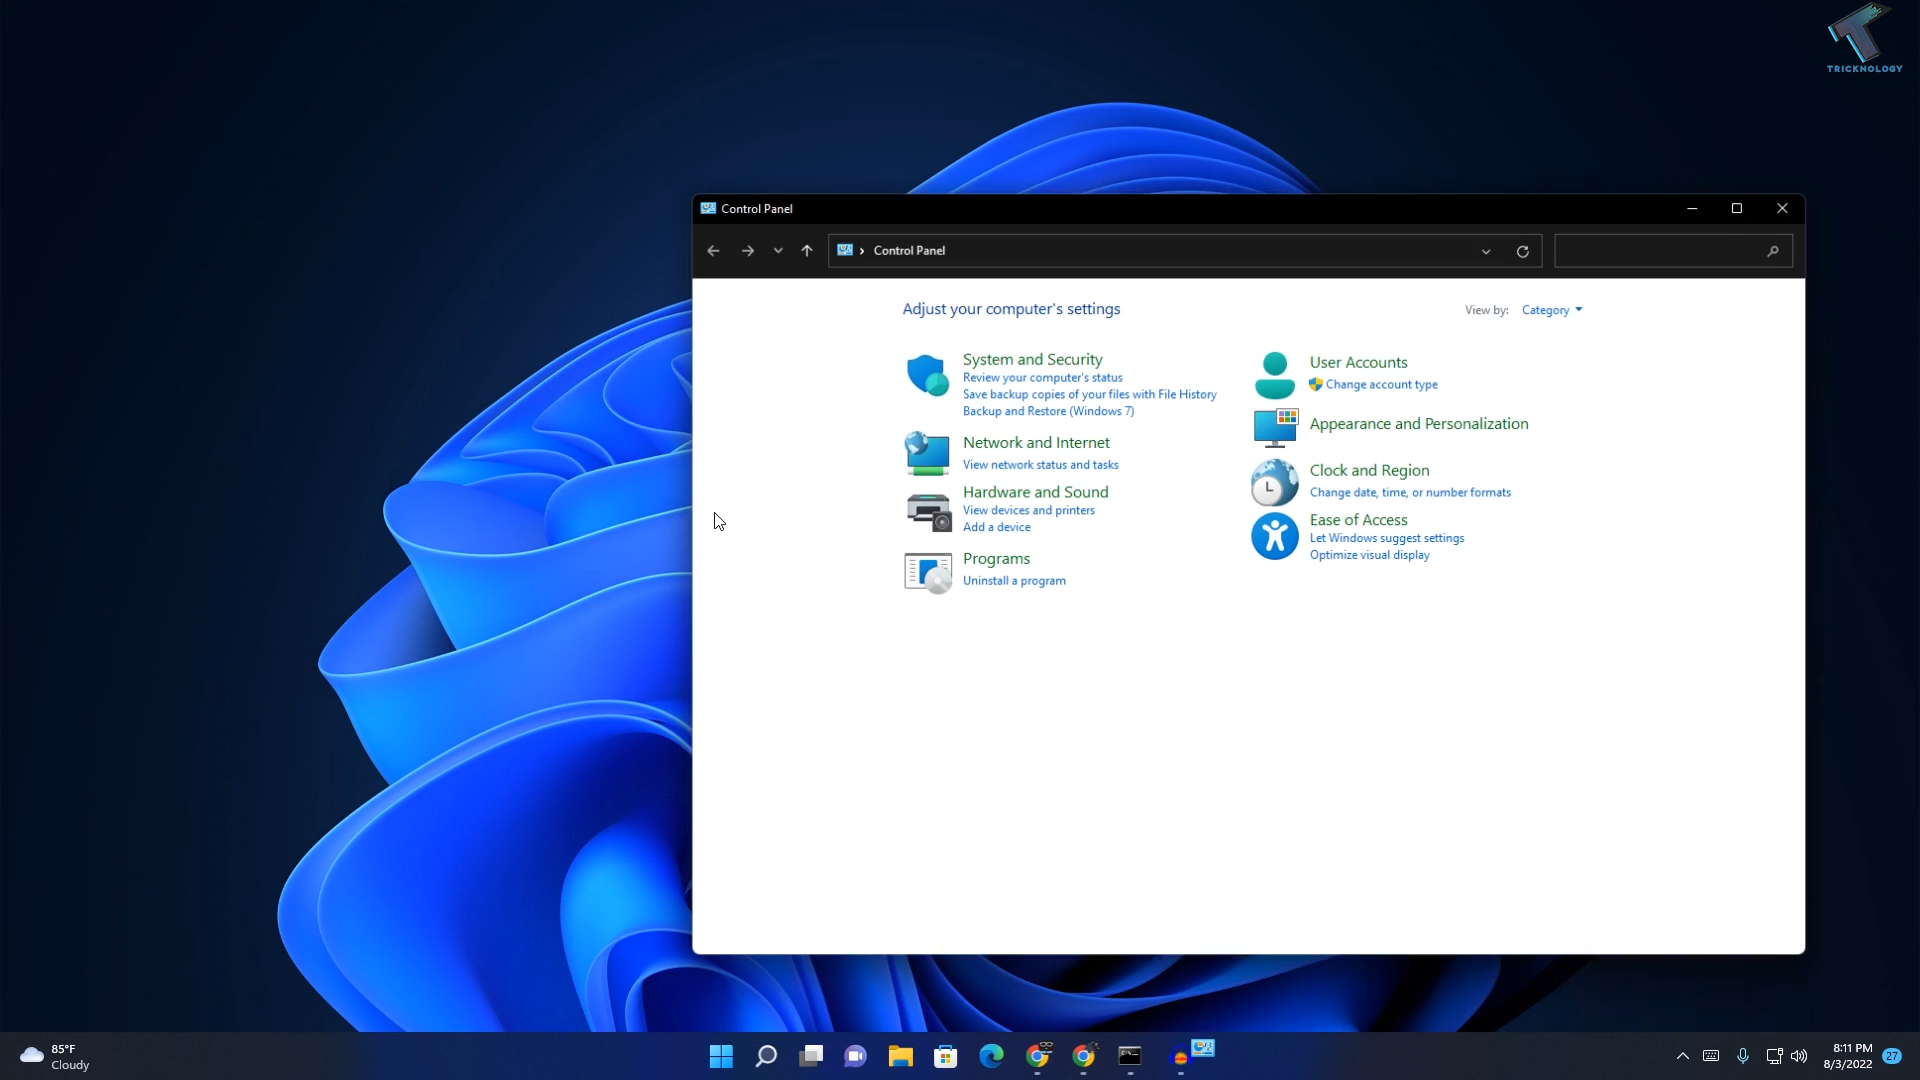 TRICKNOLOGY
Control Panel
Control Panel
Adjust your computer's settings
View by: Category
System and Security
Review your computer's status
Save backup copies of your files with File History
Backup and Restore (Windows 7)
Network and Internet
View network status and tasks
Hardware and Sound
View devices and printers
Add a device
Programs
Uninstall a program
User Accounts
Change account type
Appearance and Personalization
Clock and Region
Change date, time, or number formats
Ease of Access
Let Windows suggest settings
Optimize visual display
85°F
Cloudy
8:11 PM
8/3/2022
27